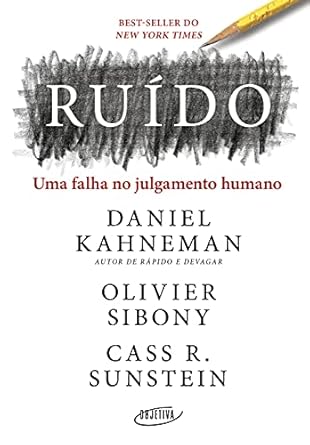 BEST-SELLER DO
NEW YORK TIMES
RUÍDO
Uma falha no julgamento humano
DANIEL
KAHNEMAN
AUTOR DE RÁPIDO E DEVAGAR
OLIVIER
SIBONY
CASS R.
SUNSTEIN
OBJETIVA